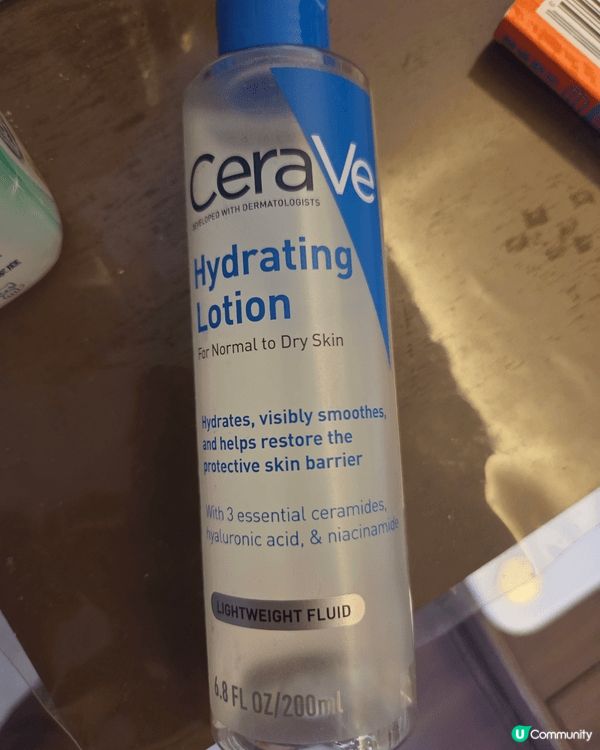 CeraVe
DEVELOPED WITH DERMATOLOGISTS
Hydrating
Lotion
For Normal to Dry Skin
Hydrates, visibly smoothes,
and helps restore the
protective skin barrier
With 3 essential ceramides,
hyaluronic acid, & niacinamide
LIGHTWEIGHT FLUID
6.8 FL OZ/200ml
U Community